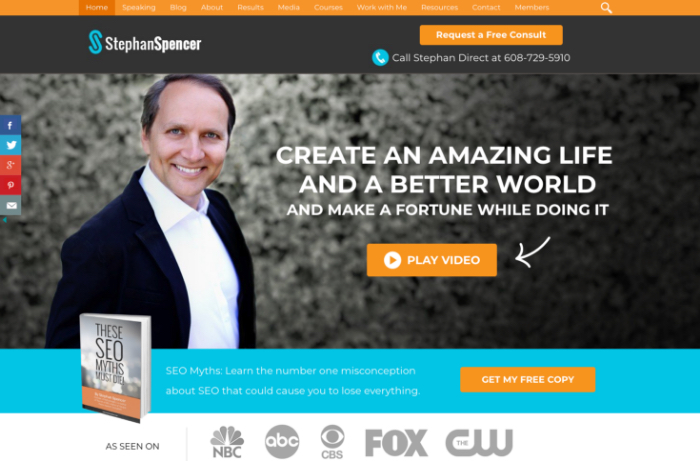 Home Speaking Blog About Results Media Courses Work with Me Resources Contact Members
StephanSpencer
Request a Free Consult
Call Stephan Direct at 608-729-5910
CREATE AN AMAZING LIFE
AND A BETTER WORLD
AND MAKE A FORTUNE WHILE DOING IT
PLAY VIDEO
THESE
SEO
MYTHS
MUST DIE!
SEO Myths: Learn the number one misconception
about SEO that could cause you to lose everything.
GET MY FREE COPY
AS SEEN ON
NBC
abc
CBS
FOX
THE CW